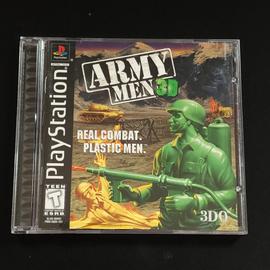 PlayStation
ARMY
MEN 3D
REAL COMBAT.
PLASTIC MEN.
TEEN
T
ESRB
3DO